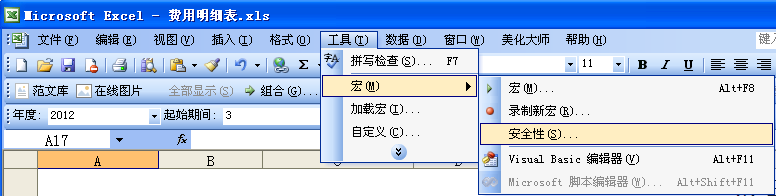 Microsoft Excel - 费用明细表.xls
文件(F) 编辑(E) 视图(V) 插入(I) 格式(O) 工具(T) 数据(D) 窗口(W) 美化大师 帮助(H) 键入
拼写检查(S)... F7 11 B I U
范文库 在线图片 全部显示(S) 组合(G)... 宏(M) 宏(M)... Alt+F8
年度: 2012 起始期间: 3 加载宏(I)... 录制新宏(R)...
A17 fx 自定义(C)... 安全性(S)...
A B Visual Basic 编辑器(V) Alt+F11
Microsoft 脚本编辑器(W)... Alt+Shift+F11